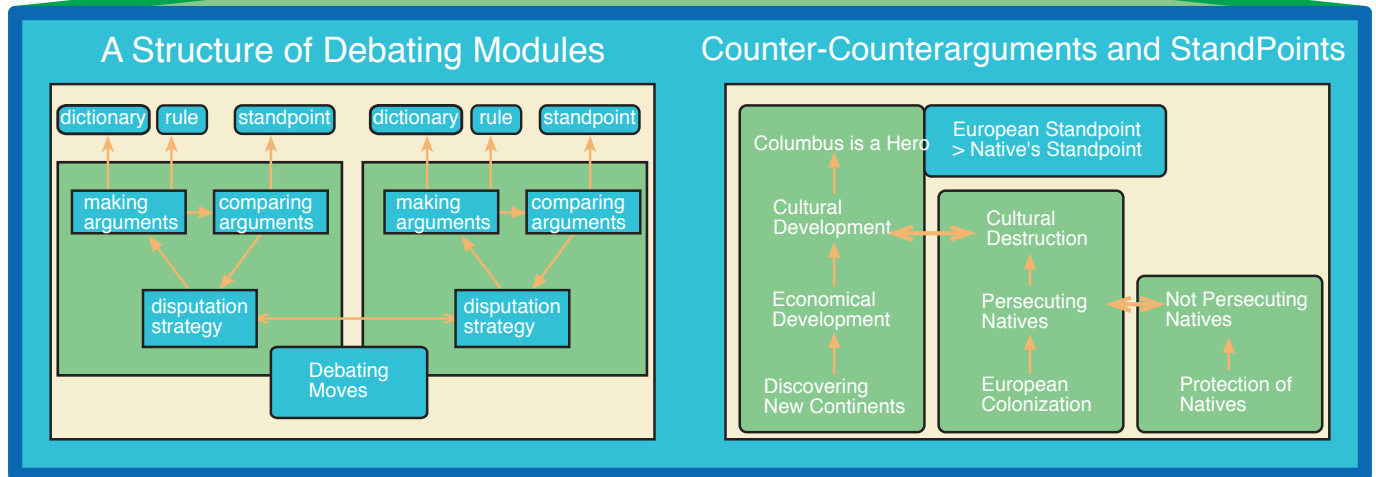 A Structure of Debating Modules
dictionary
rule
standpoint
dictionary
rule
standpoint
making
arguments
comparing
arguments
making
arguments
comparing
arguments
disputation
strategy
disputation
strategy
Debating
Moves
Counter-Counterarguments and StandPoints
Columbus is a Hero
European Standpoint
> Native's Standpoint
Cultural
Development
Cultural
Destruction
Economical
Development
Persecuting
Natives
Not Persecuting
Natives
Discovering
New Continents
European
Colonization
Protection of
Natives